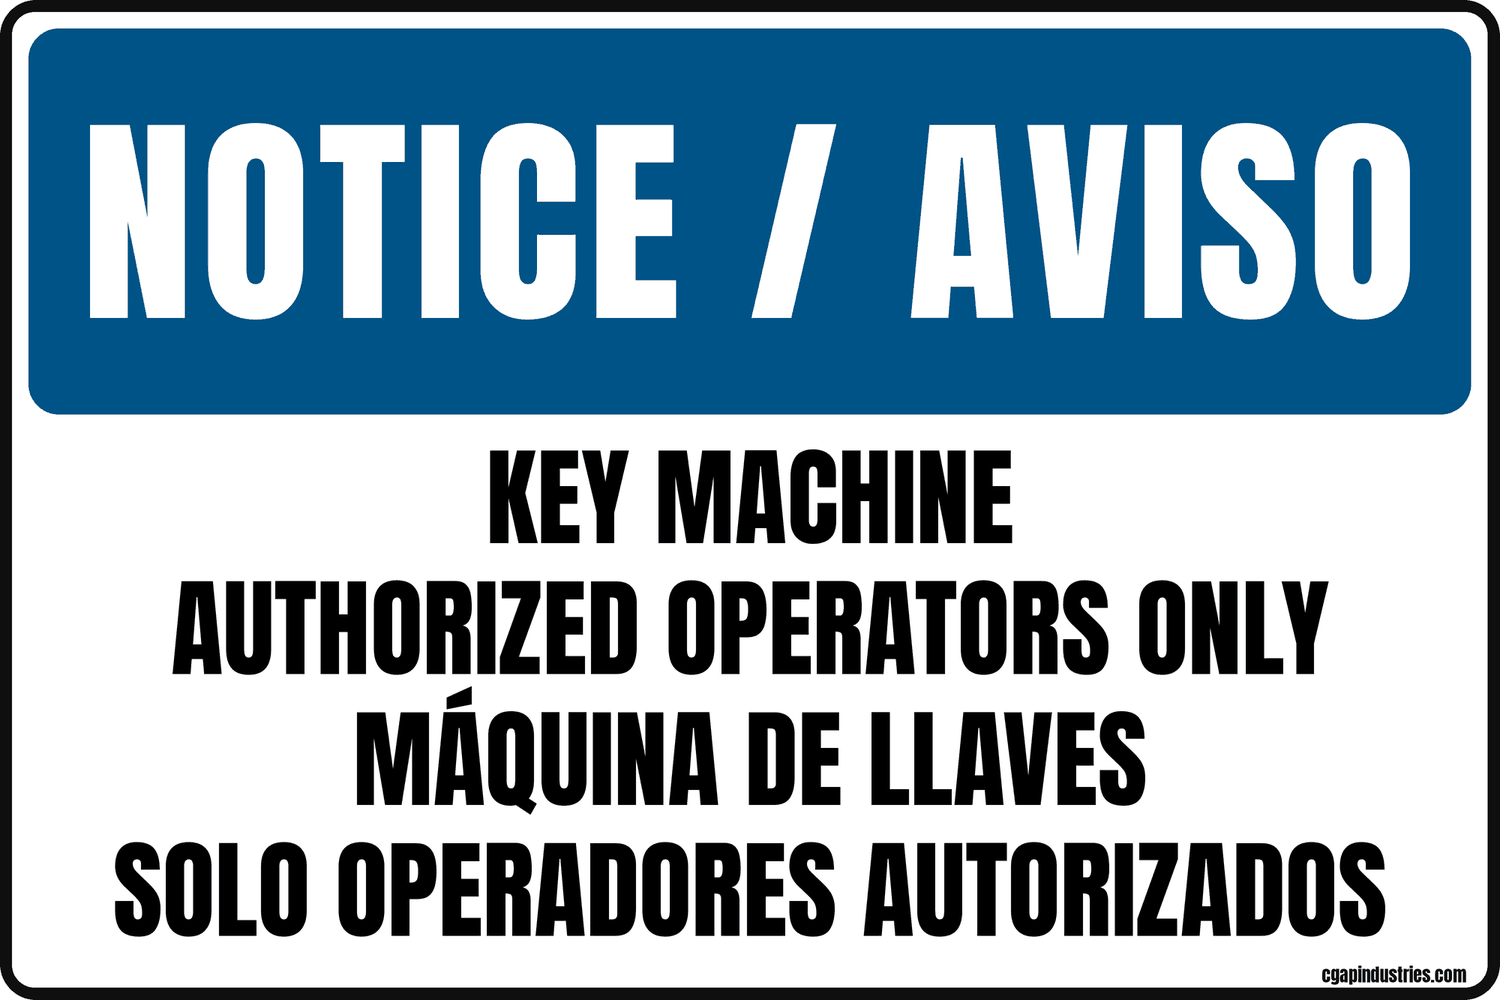 NOTICE / AVISO
KEY MACHINE
AUTHORIZED OPERATORS ONLY
MÁQUINA DE LLAVES
SOLO OPERADORES AUTORIZADOS
cgapindustries.com